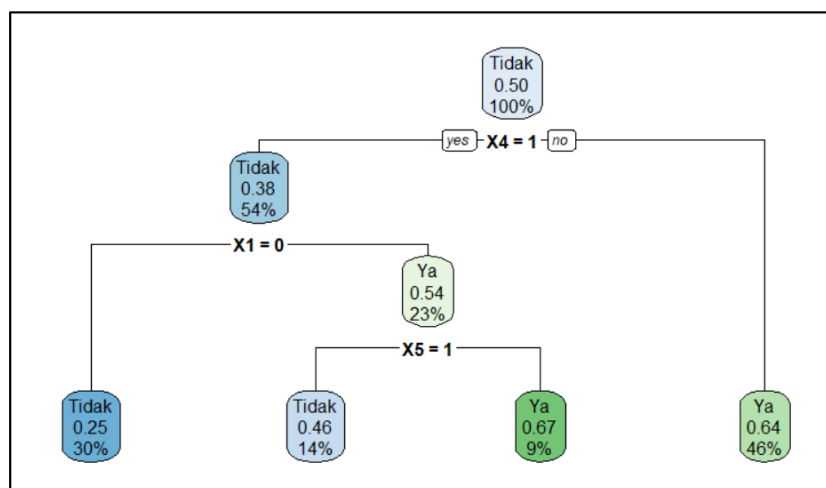 Tidak
0.50
100%
yes X4 = 1 no
Tidak
0.38
54%
X1 = 0
Ya
0.54
23%
X5 = 1
Tidak
0.25
30%
Tidak
0.46
14%
Ya
0.67
9%
Ya
0.64
46%